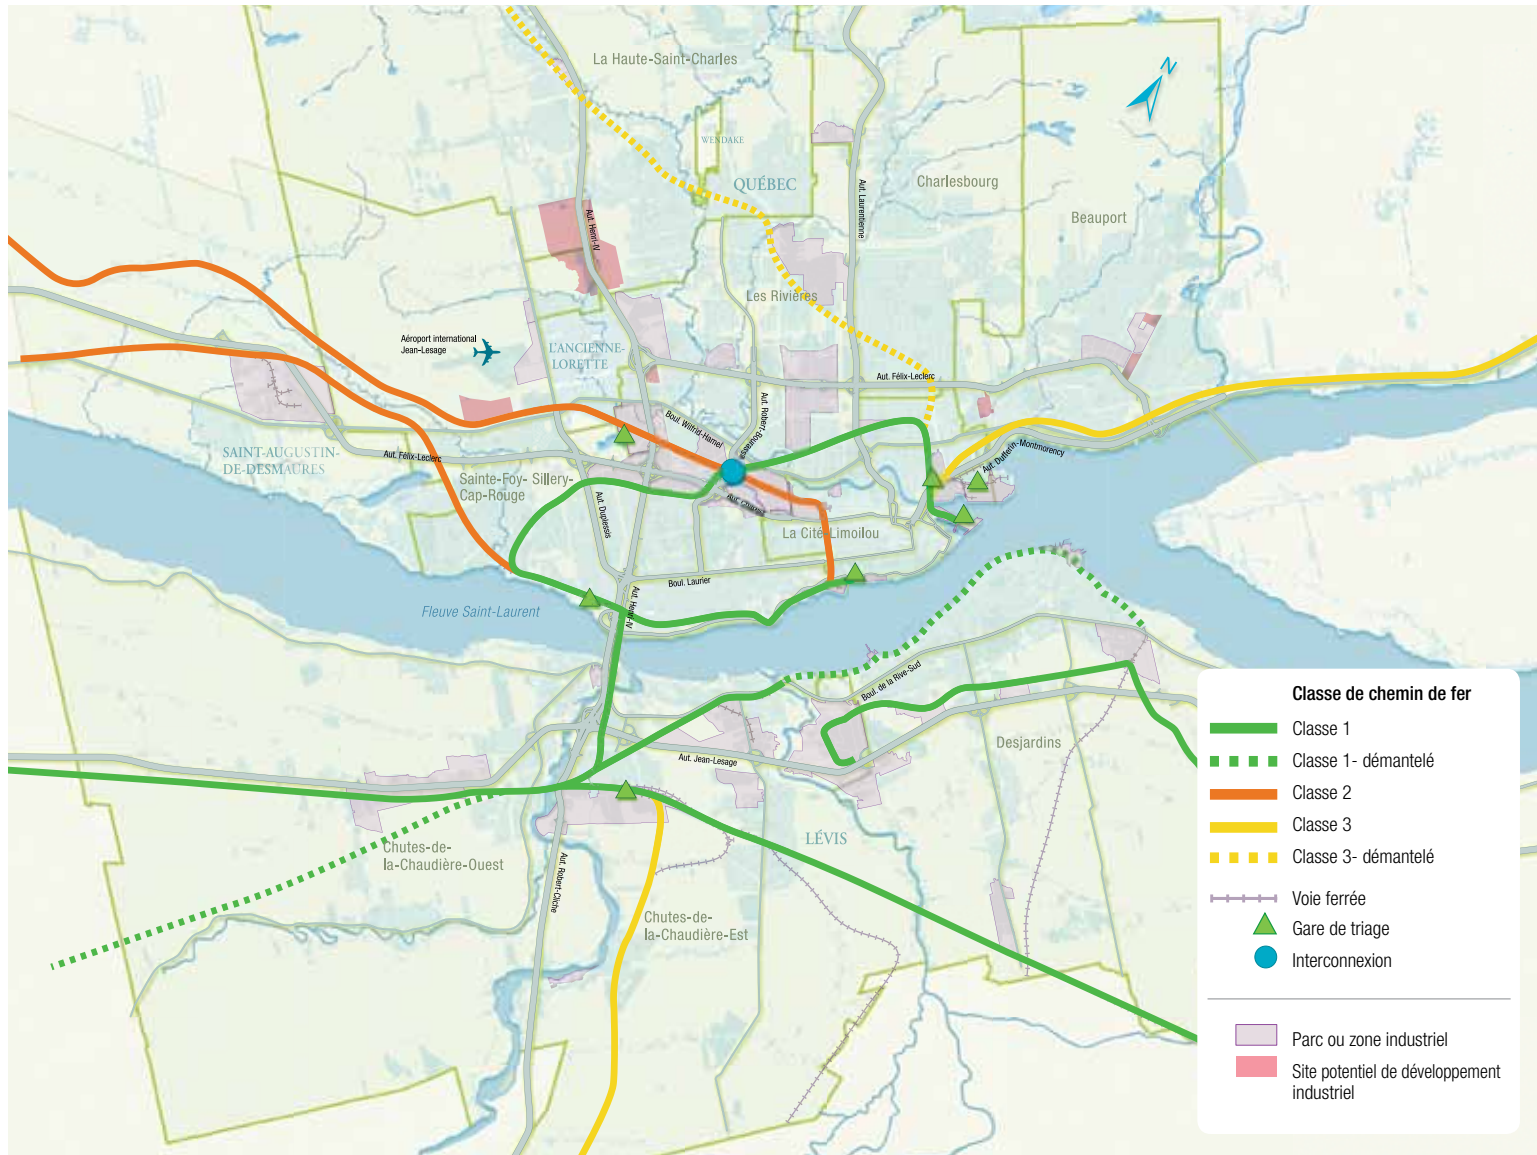 La Haute-Saint-Charles
N
WENDAKE
QUÉBEC
Charlesbourg
Beauport
Aut. Laurentienne
Aut. Henri-IV
Les Rivières
Aéroport international
Jean-Lesage
L'ANCIENNE-
LORETTE
Aut. Félix-Leclerc
Aut. Robert-Bourassa
Boul. Wilfrid-Hamel
SAINT-AUGUSTIN-
DE-DESMAURES
Aut. Félix-Leclerc
Aut. Dufferin-Montmorency
Sainte-Foy- Sillery-
Cap-Rouge
Aut. Duplessis
Aut. Charest
La Cité-Limoilou
Boul. Laurier
Aut. Henri-IV
Fleuve Saint-Laurent
Boul. de la Rive-Sud
Desjardins
Aut. Jean-Lesage
LÉVIS
Chutes-de-
la-Chaudière-Ouest
Aut. Robert-Cliche
Chutes-de-
la-Chaudière-Est
Classe de chemin de fer
Classe 1
Classe 1- démantelé
Classe 2
Classe 3
Classe 3- démantelé
Voie ferrée
Gare de triage
Interconnexion
Parc ou zone industriel
Site potentiel de développement
industriel